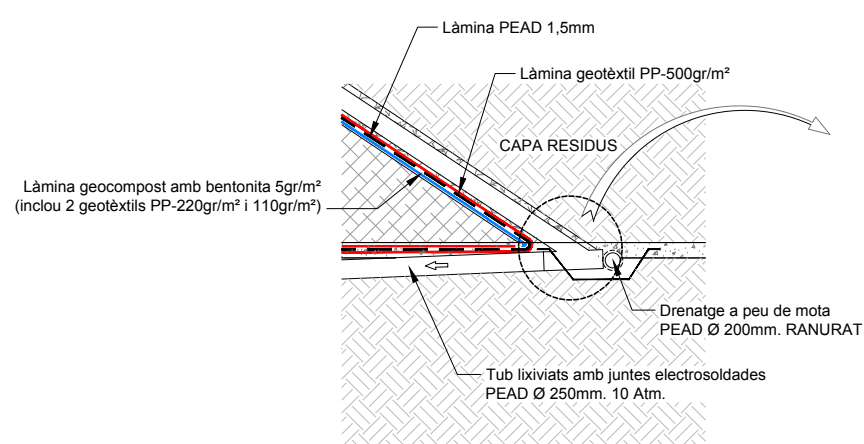 Làmina PEAD 1,5mm
Làmina geotèxtil PP-500gr/m²
CAPA RESIDUS
Làmina geocompost amb bentonita 5gr/m²
(inclou 2 geotèxtils PP-220gr/m² i 110gr/m²)
Drenatge a peu de mota
PEAD Ø 200mm. RANURAT
Tub lixiviats amb juntes electrosoldades
PEAD Ø 250mm. 10 Atm.